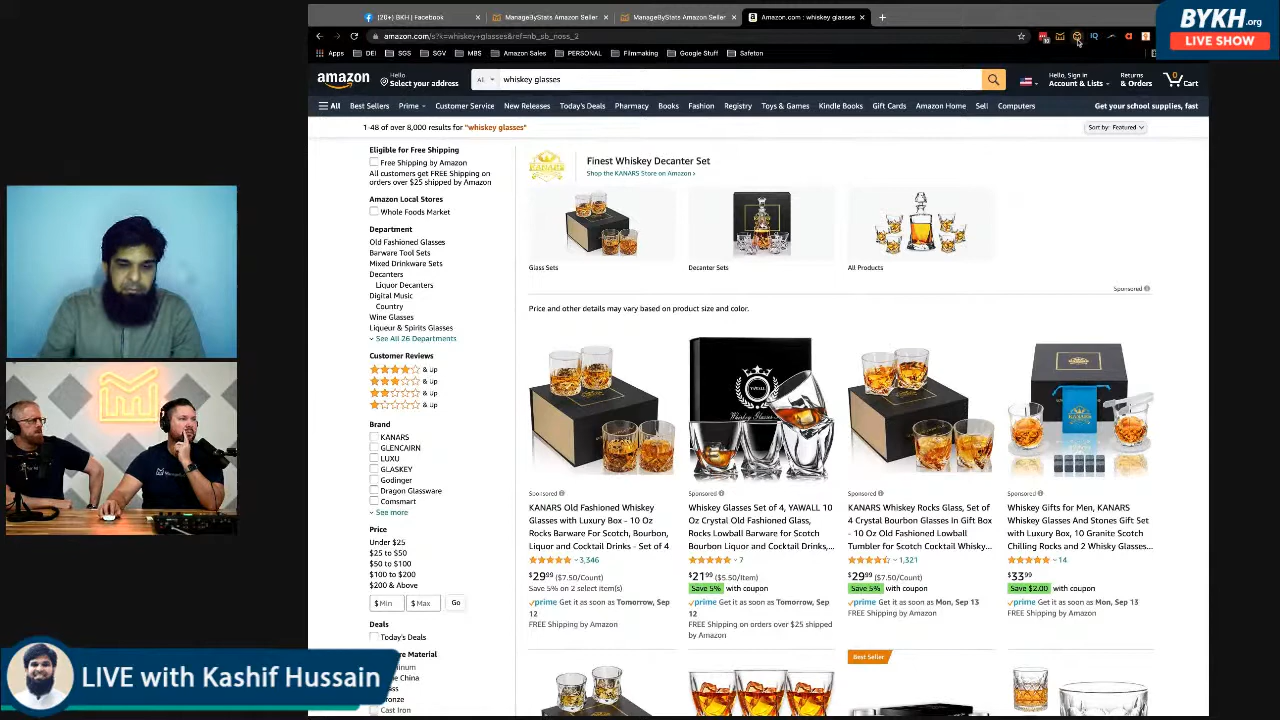 (20+) BKH | Facebook
ManageByStats Amazon Seller
ManageByStats Amazon Seller
Amazon.com : whiskey glasses
BYKH.org
LIVE SHOW
amazon.com/s?k=whiskey+glasses&ref=nb_sb_noss_2
Apps
DEI
SGS
SGV
MBS
Amazon Sales
PERSONAL
Filmmaking
Google Stuff
Safeton
amazon
Hello
Select your address
All
whiskey glasses
Hello, Sign in
Account & Lists
Returns
& Orders
0
Cart
All
Best Sellers
Prime
Customer Service
New Releases
Today's Deals
Pharmacy
Books
Fashion
Registry
Toys & Games
Kindle Books
Gift Cards
Amazon Home
Sell
Computers
Get your school supplies, fast
1-48 of over 8,000 results for "whiskey glasses"
Sort by: Featured
Eligible for Free Shipping
Free Shipping by Amazon
All customers get FREE Shipping on
orders over $25 shipped by Amazon
Amazon Local Stores
Whole Foods Market
Department
Old Fashioned Glasses
Barware Tool Sets
Mixed Drinkware Sets
Decanters
Liquor Decanters
Digital Music
Country
Wine Glasses
Liqueur & Spirits Glasses
See All 26 Departments
Customer Reviews
& Up
& Up
& Up
& Up
Brand
KANARS
GLENCAIRN
LUXU
GLASKEY
Godinger
Dragon Glassware
Comsmart
See more
Price
Under $25
$25 to $50
$50 to $100
$100 to $200
$200 & Above
$ Min
$ Max
Go
Deals
Today's Deals
KANARS
Finest Whiskey Decanter Set
Shop the KANARS Store on Amazon ›
Glass Sets
Decanter Sets
All Products
Sponsored
Price and other details may vary based on product size and color.
YAWALL
Whiskey Glasses
Sponsored
KANARS Old Fashioned Whiskey
Glasses with Luxury Box - 10 Oz
Rocks Barware For Scotch, Bourbon,
Liquor and Cocktail Drinks - Set of 4
3,346
$29.99 ($7.50/Count)
Save 5% on 2 select item(s)
prime Get it as soon as Tomorrow, Sep
12
FREE Shipping by Amazon
Sponsored
Whiskey Glasses Set of 4, YAWALL 10
Oz Crystal Old Fashioned Glass,
Rocks Lowball Barware for Scotch
Bourbon Liquor and Cocktail Drinks,...
7
$21.99 ($5.50/Item)
Save 5% with coupon
prime Get it as soon as Tomorrow, Sep
12
FREE Shipping on orders over $25 shipped
by Amazon
Sponsored
KANARS Whiskey Rocks Glass, Set of
4 Crystal Bourbon Glasses In Gift Box
- 10 Oz Old Fashioned Lowball
Tumbler for Scotch Cocktail Whisky...
1,321
$29.99 ($7.50/Count)
Save 5% with coupon
prime Get it as soon as Mon, Sep 13
FREE Shipping by Amazon
Sponsored
Whiskey Gifts for Men, KANARS
Whiskey Glasses And Stones Gift Set
with Luxury Box, 10 Granite Scotch
Chilling Rocks and 2 Whisky Glasses...
14
$33.99
Save $2.00 with coupon
prime Get it as soon as Mon, Sep 13
FREE Shipping by Amazon
Best Seller
LIVE with Kashif Hussain
Cast Iron